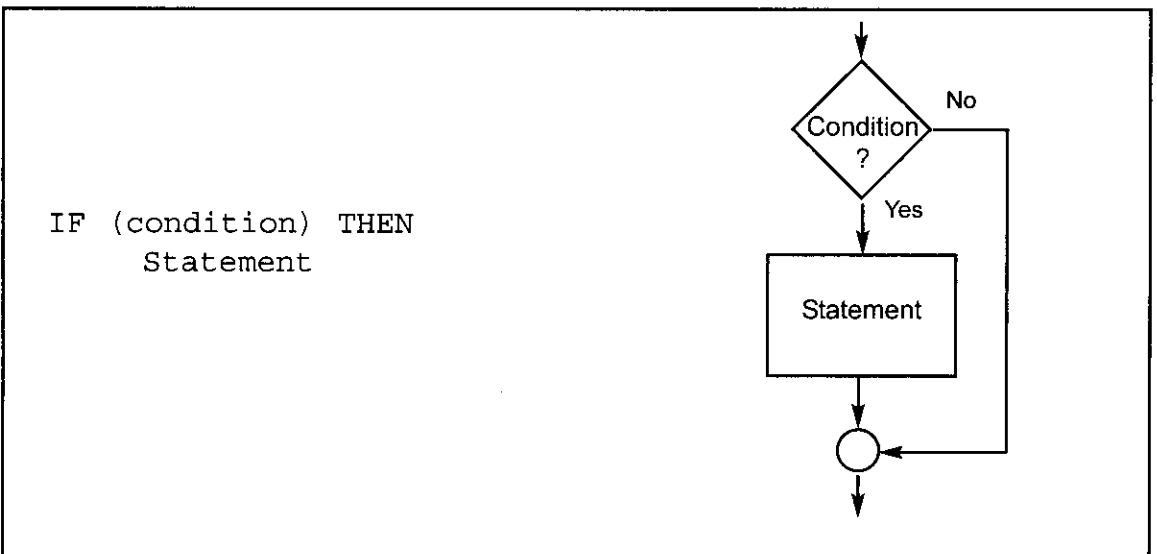 IF (condition) THEN
Statement
No
Condition
?
Yes
Statement